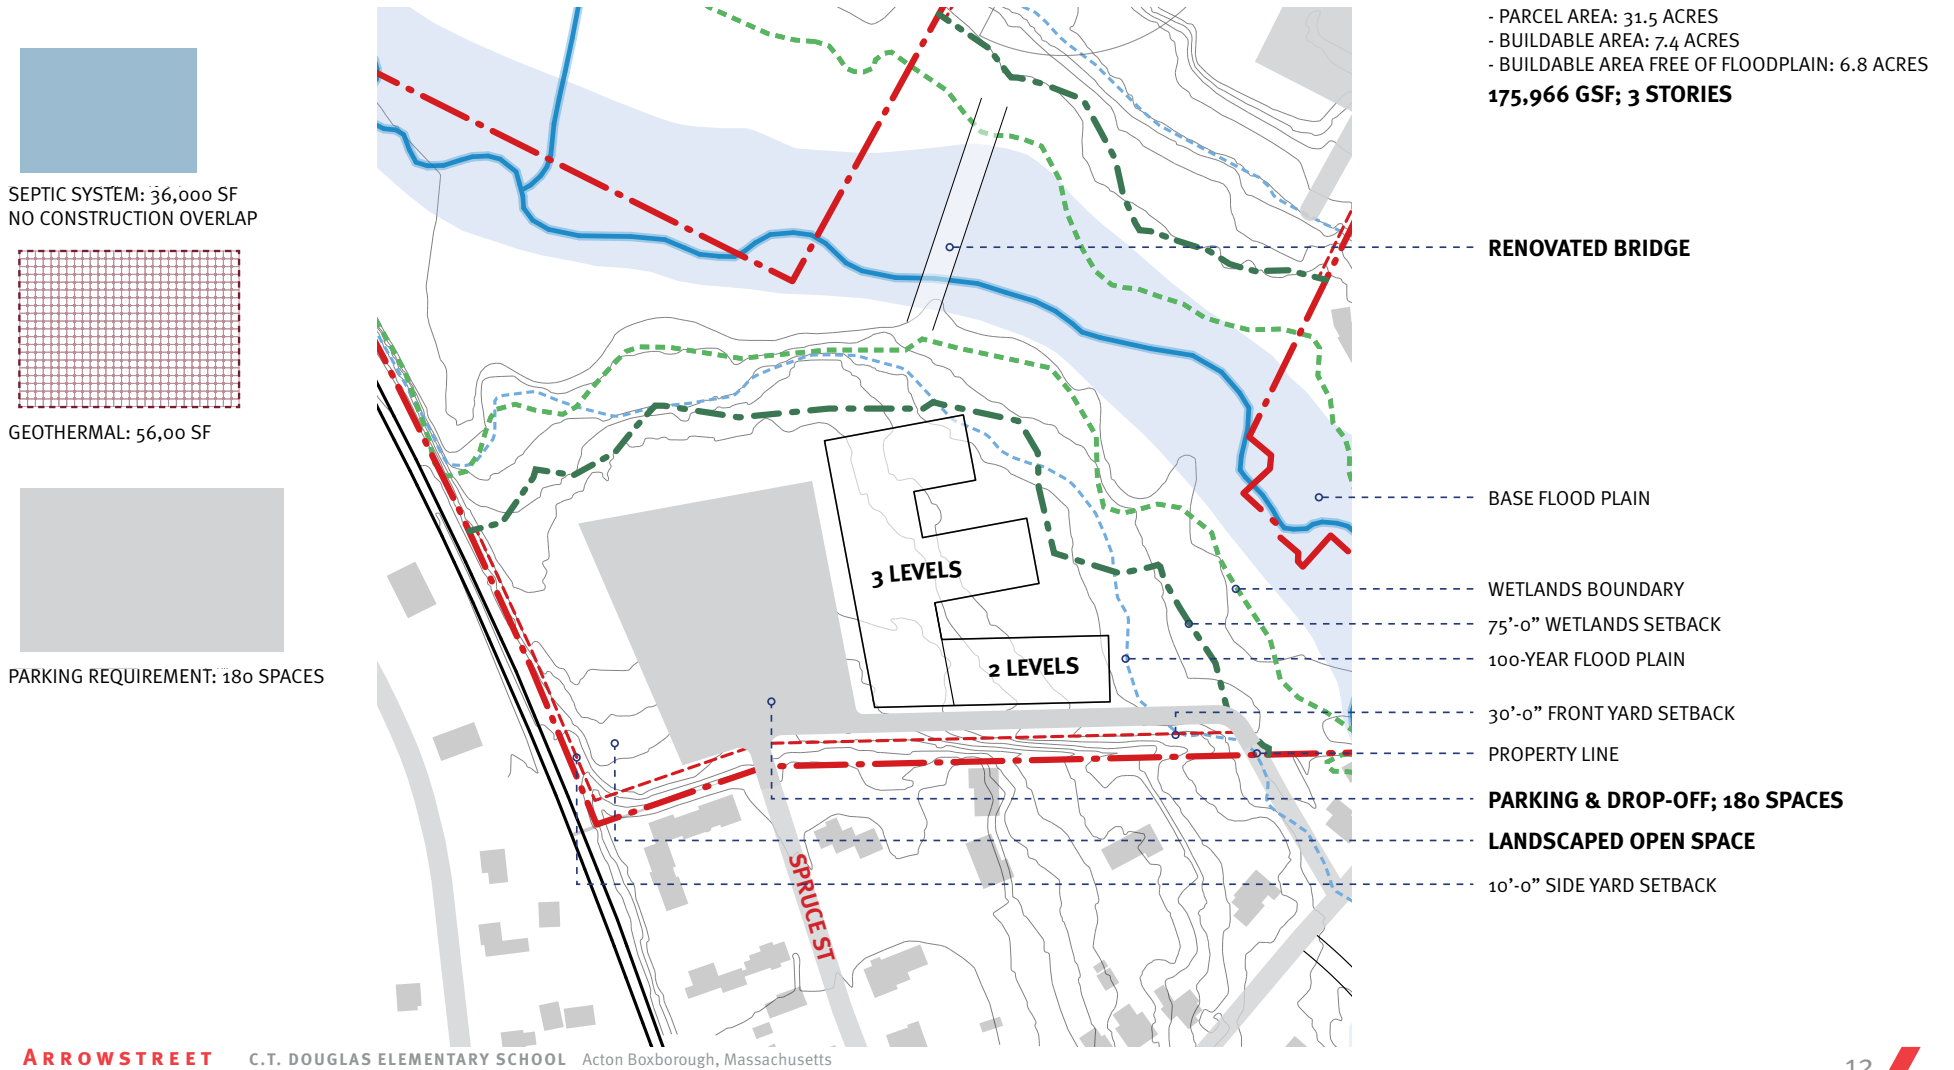 - PARCEL AREA: 31.5 ACRES
- BUILDABLE AREA: 7.4 ACRES
- BUILDABLE AREA FREE OF FLOODPLAIN: 6.8 ACRES
175,966 GSF; 3 STORIES
SEPTIC SYSTEM: 36,000 SF
NO CONSTRUCTION OVERLAP
GEOTHERMAL: 56,00 SF
PARKING REQUIREMENT: 180 SPACES
3 LEVELS
2 LEVELS
SPRUCE ST
RENOVATED BRIDGE
BASE FLOOD PLAIN
WETLANDS BOUNDARY
75’-0” WETLANDS SETBACK
100-YEAR FLOOD PLAIN
30’-0” FRONT YARD SETBACK
PROPERTY LINE
PARKING & DROP-OFF; 180 SPACES
LANDSCAPED OPEN SPACE
10’-0” SIDE YARD SETBACK
ARROWSTREET C.T. DOUGLAS ELEMENTARY SCHOOL Acton Boxborough, Massachusetts
12